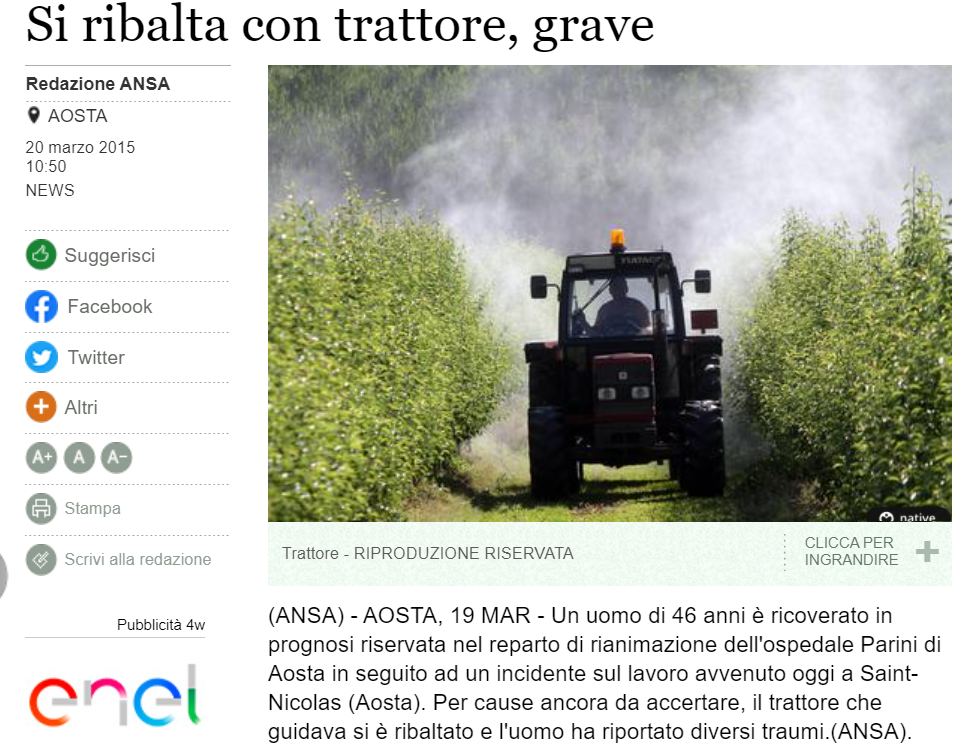 Si ribalta con trattore, grave
Redazione ANSA
AOSTA
20 marzo 2015
10:50
NEWS
Suggerisci
Facebook
Twitter
Altri
A+ A A-
Stampa
Scrivi alla redazione
Pubblicità 4w
enel
native
Trattore - RIPRODUZIONE RISERVATA
CLICCA PER
INGRANDIRE
(ANSA) - AOSTA, 19 MAR - Un uomo di 46 anni è ricoverato in
prognosi riservata nel reparto di rianimazione dell'ospedale Parini di
Aosta in seguito ad un incidente sul lavoro avvenuto oggi a Saint-
Nicolas (Aosta). Per cause ancora da accertare, il trattore che
guidava si è ribaltato e l'uomo ha riportato diversi traumi.(ANSA).